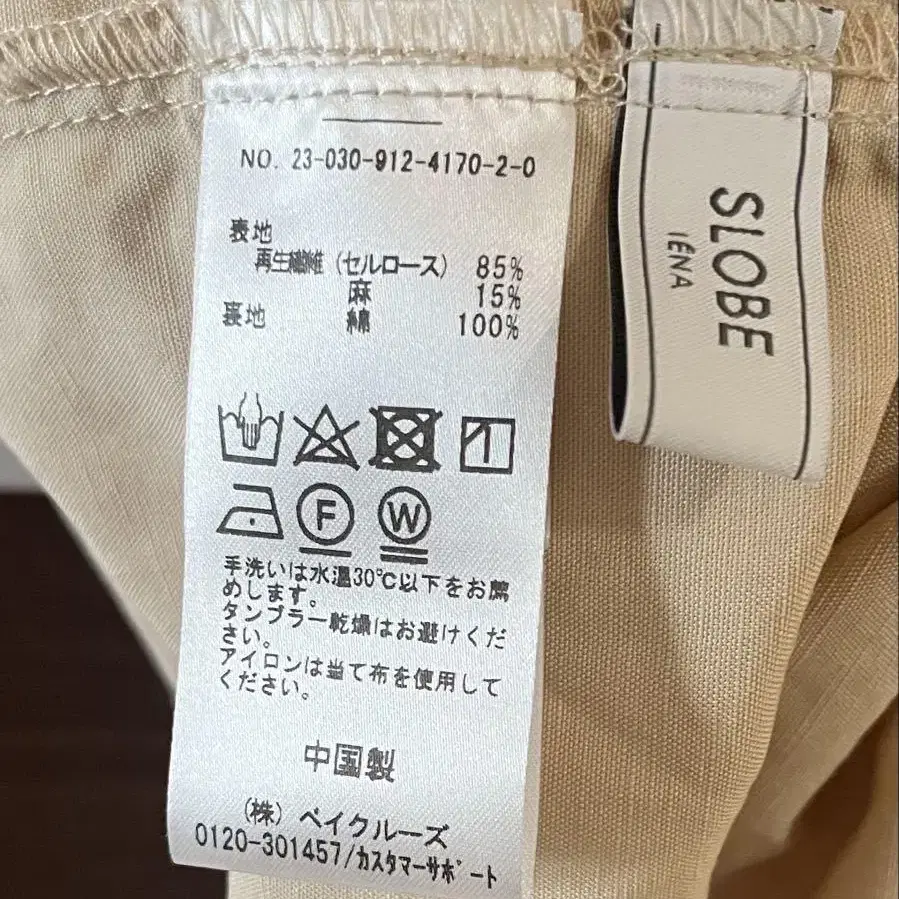 NO. 23-030-912-4170-2-0
表地
再生繊維 (セルロース) 85%
麻 15%
裏地 綿 100%
F W
手洗いは水温30℃以下をお薦
めします。
タンブラー乾燥はお避けくだ
さい。
アイロンは当て布を使用して
ください。
中国製
(株) ベイクルーズ
0120-301457/カスタマーサポート
SLOBE
IÉNA